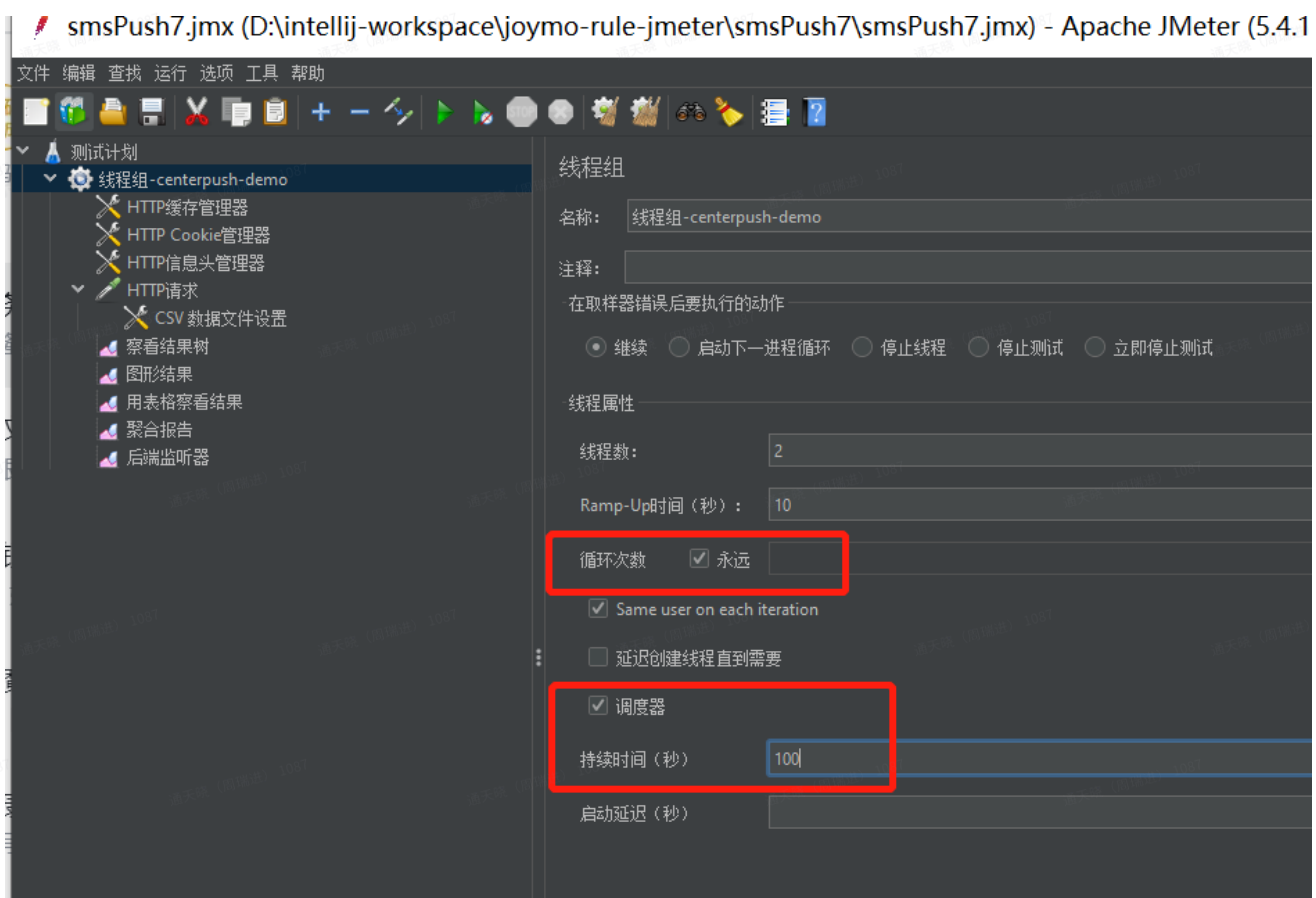 smsPush7.jmx (D:\intellij-workspace\joymo-rule-jmeter\smsPush7\smsPush7.jmx) - Apache JMeter (5.4.1
文件 编辑 查找 运行 选项 工具 帮助
STOP
测试计划
线程组-centerpush-demo
HTTP缓存管理器
HTTP Cookie管理器
HTTP信息头管理器
HTTP请求
CSV 数据文件设置
察看结果树
图形结果
用表格察看结果
聚合报告
后端监听器
线程组
名称: 线程组-centerpush-demo
注释:
在取样器错误后要执行的动作
继续 启动下一进程循环 停止线程 停止测试 立即停止测试
线程属性
线程数: 2
Ramp-Up时间(秒): 10
循环次数 永远
Same user on each iteration
延迟创建线程直到需要
调度器
持续时间(秒) 100
启动延迟(秒)